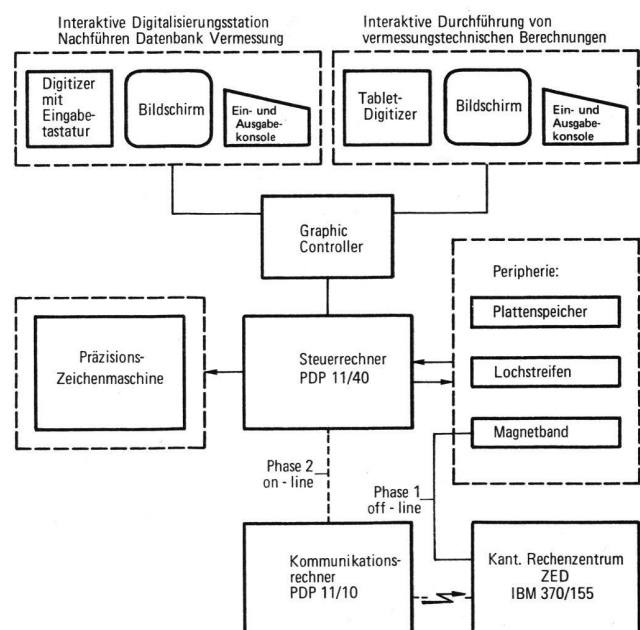 Interaktive Digitalisierungsstation
Nachführen Datenbank Vermessung
Interaktive Durchführung von
vermessungstechnischen Berechnungen
Digitizer
mit
Eingabe-
tastatur
Bildschirm
Ein- und
Ausgabe-
konsole
Tablet-
Digitizer
Bildschirm
Ein- und
Ausgabe-
konsole
Graphic
Controller
Peripherie:
Plattenspeicher
Lochstreifen
Magnetband
Präzisions-
Zeichenmaschine
Steuerrechner
PDP 11/40
Phase 2
on - line
Phase 1
off - line
Kommunikations-
rechner
PDP 11/10
Kant. Rechenzentrum
ZED
IBM 370/155